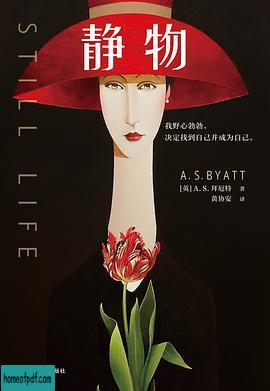 静物
STILL LIFE
我野心勃勃，
决定找到自己并成为自己。
A.S.BYATT
[英] A.S. 拜厄特 著
黄协安 译
版社
homeofpdf.com